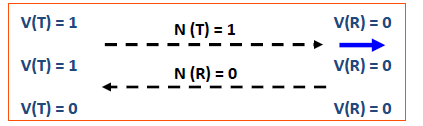 V(T) = 1 V(R) = 0
N (T) = 1
V(T) = 1 V(R) = 0
N (R) = 0
V(T) = 0 V(R) = 0